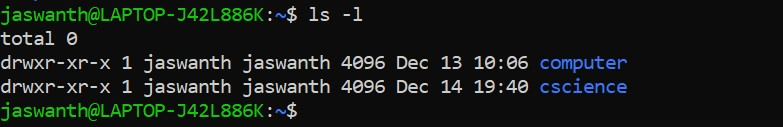 jaswanth@LAPTOP-J42L886K:~$ ls -l
total 0
drwxr-xr-x 1 jaswanth jaswanth 4096 Dec 13 10:06 computer
drwxr-xr-x 1 jaswanth jaswanth 4096 Dec 14 19:40 cscience
jaswanth@LAPTOP-J42L886K:~$